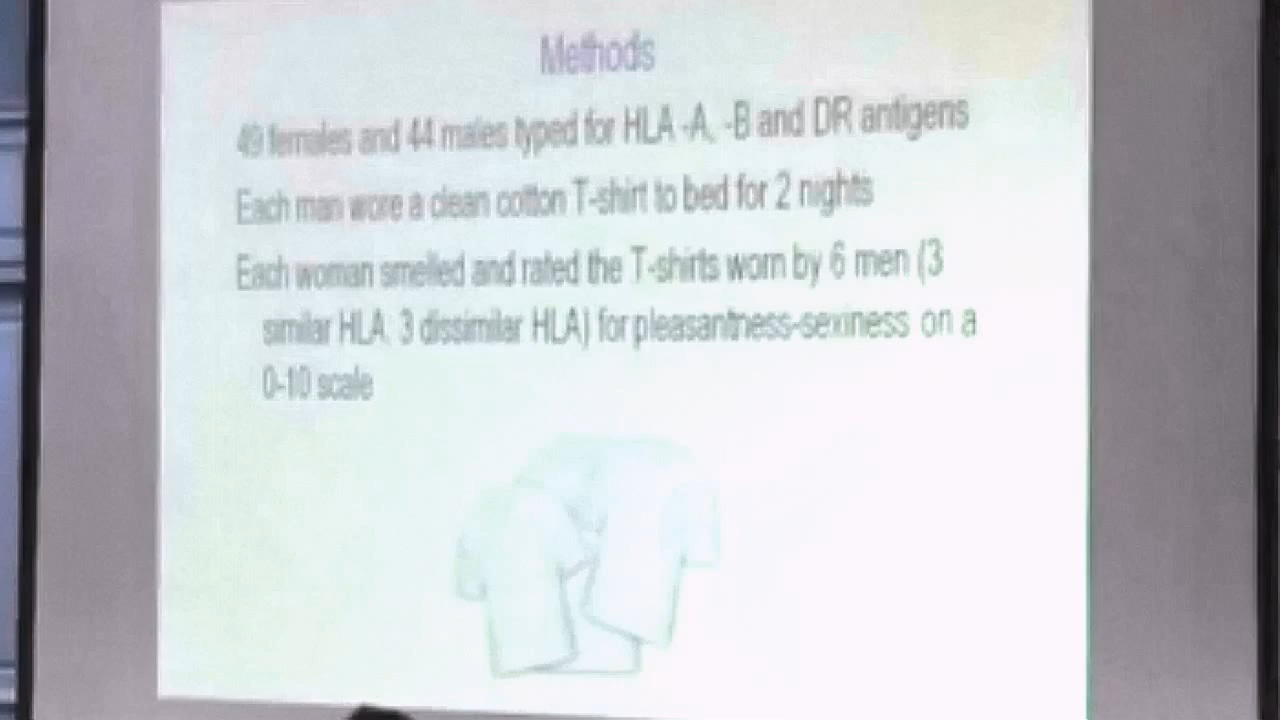 Methods
49 females and 44 males typed for HLA -A, -B and DR antigens
Each man wore a clean cotton T-shirt to bed for 2 nights
Each woman smelled and rated the T-shirts worn by 6 men (3
similar HLA, 3 dissimilar HLA) for pleasantness-sexiness on a
0-10 scale